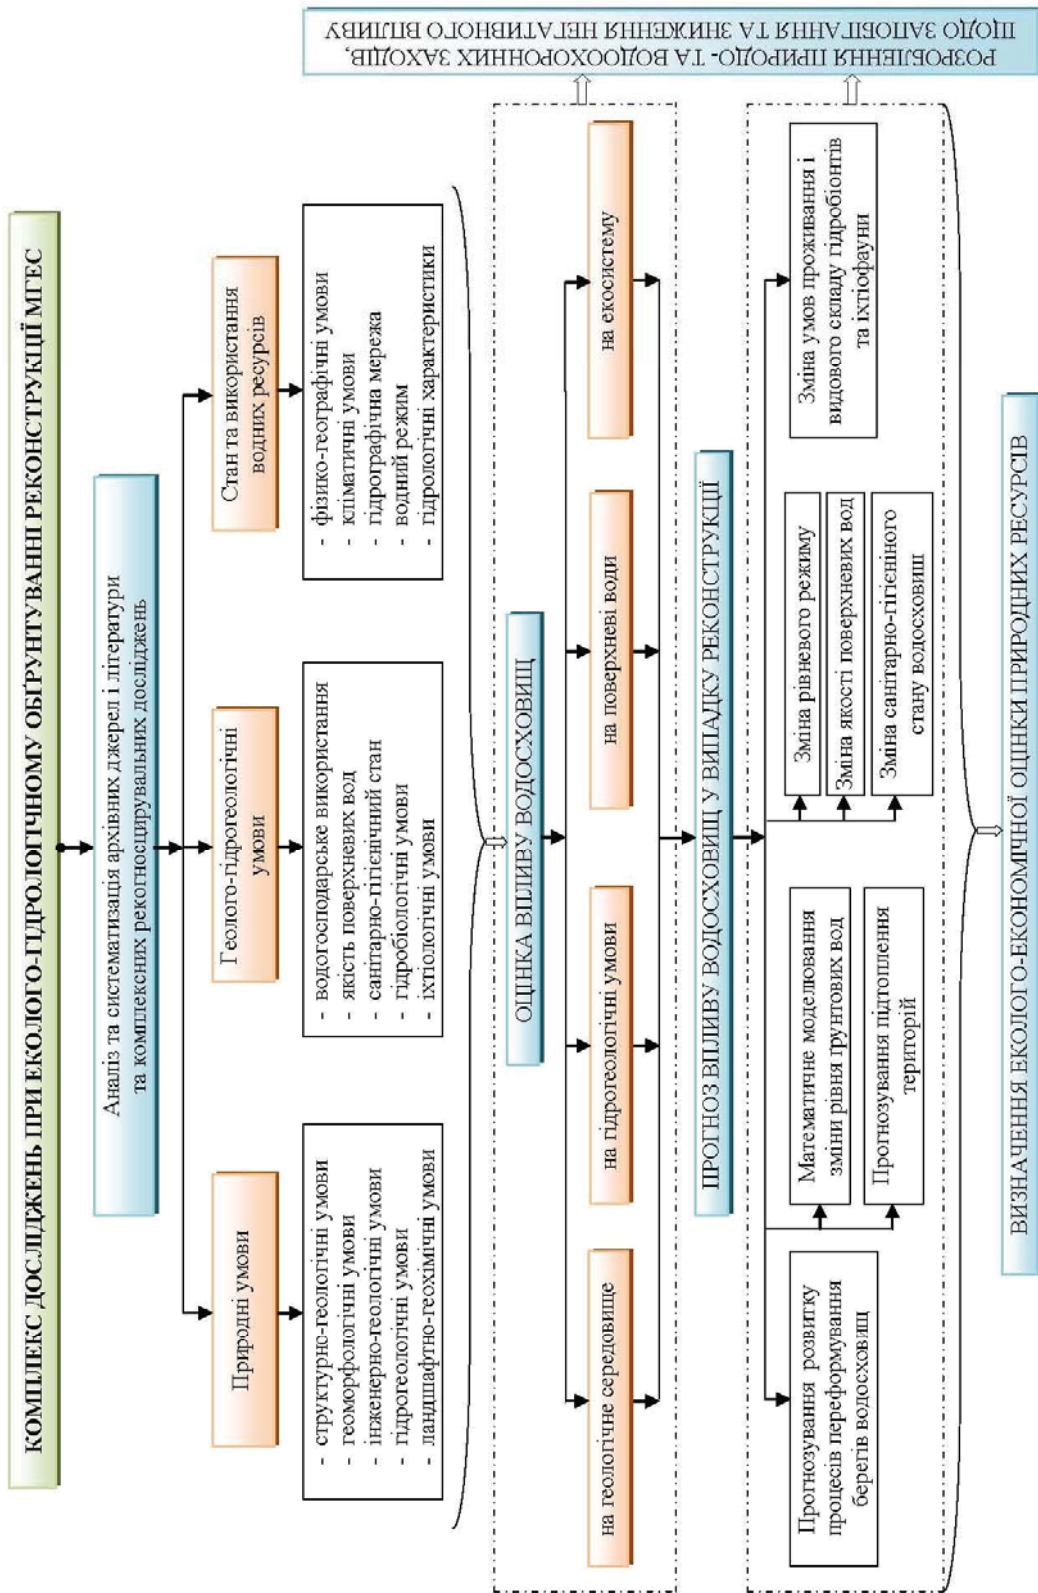 КОМПЛЕКС ДОСЛІДЖЕНЬ ПРИ ЕКОЛОГО-ГІДРОЛОГІЧНОМУ ОБҐРУНТУВАННІ РЕКОНСТРУКЦІЇ МГЕС
Аналіз та систематизація архівних джерел і літератури
та комплексних рекогносцирувальних досліджень
Природні умови
Геолого-гідрогеологічні
умови
Стан та використання
водних ресурсів
- структурно-геологічні умови
- геоморфологічні умови
- інженерно-геологічні умови
- гідрогеологічні умови
- ландшафтно-геохімічні умови
- водогосподарське використання
- якість поверхневих вод
- санітарно-гігієнічний стан
- гідробіологічні умови
- іхтіологічні умови
- фізико-географічні умови
- кліматичні умови
- гідрографічна мережа
- водний режим
- гідрологічні характеристики
ОЦІНКА ВПЛИВУ ВОДОСХОВИЩ
на геологічне середовище
на гідрогеологічні умови
на поверхневі води
на екосистему
ПРОГНОЗ ВПЛИВУ ВОДОСХОВИЩ У ВИПАДКУ РЕКОНСТРУКЦІЇ
Прогнозування розвитку
процесів переформування
берегів водосховищ
Математичне моделювання
зміни рівня ґрунтових вод
Прогнозування підтоплення
територій
Зміна рівневого режиму
Зміна якості поверхневих вод
Зміна санітарно-гігієніного
стану водосховиш
Зміна умов проживання і
видового складу гідробіонтів
та іхтіофауни
ВИЗНАЧЕННЯ ЕКОЛОГО-ЕКОНОМІЧНОЇ ОЦІНКИ ПРИРОДНИХ РЕСУРСІВ
РОЗРОБЛЕННЯ ПРИРОДО- ТА ВОДООХОРОННИХ ЗАХОДІВ,
ЩОДО ЗАПОБІГАННЯ ТА ЗНИЖЕННЯ НЕГАТИВНОГО ВПЛИВУ